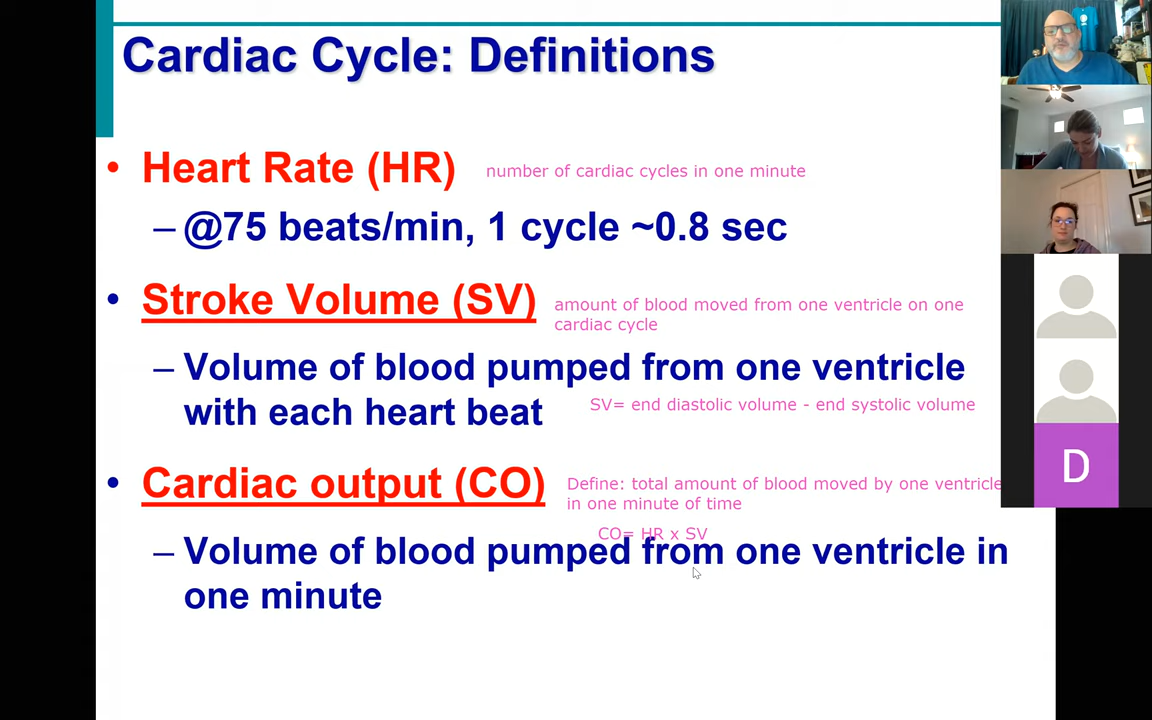 Cardiac Cycle: Definitions
• Heart Rate (HR) number of cardiac cycles in one minute
– @75 beats/min, 1 cycle ~0.8 sec
• Stroke Volume (SV) amount of blood moved from one ventricle on one
cardiac cycle
– Volume of blood pumped from one ventricle
with each heart beat SV= end diastolic volume - end systolic volume
• Cardiac output (CO) Define: total amount of blood moved by one ventricle
in one minute of time
CO= HR x SV
– Volume of blood pumped from one ventricle in
one minute
D